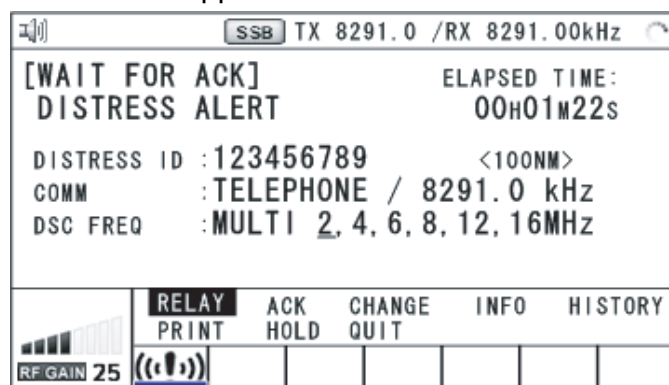 SSB TX 8291.0 /RX 8291.00kHz
[WAIT FOR ACK] ELAPSED TIME:
DISTRESS ALERT 00H01M22S
DISTRESS ID :123456789 <100NM>
COMM :TELEPHONE / 8291.0 kHz
DSC FREQ :MULTI 2, 4, 6, 8, 12, 16MHz
RELAY ACK CHANGE INFO HISTORY
PRINT HOLD QUIT
RF GAIN 25